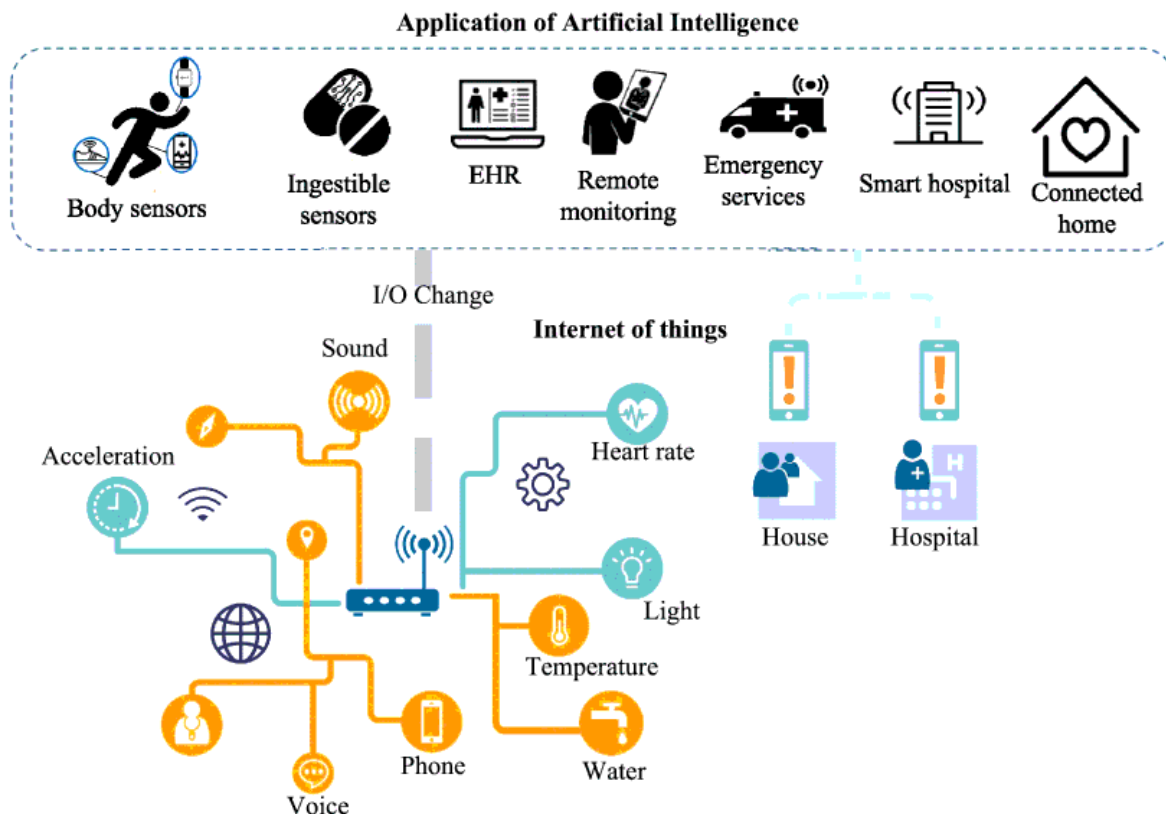 Application of Artificial Intelligence
Body sensors
Ingestible
sensors
EHR
Remote
monitoring
Emergency
services
Smart hospital
Connected
home
I/O Change
Internet of things
Sound
Acceleration
Heart rate
H
House
Hospital
Light
Temperature
Phone
Water
Voice